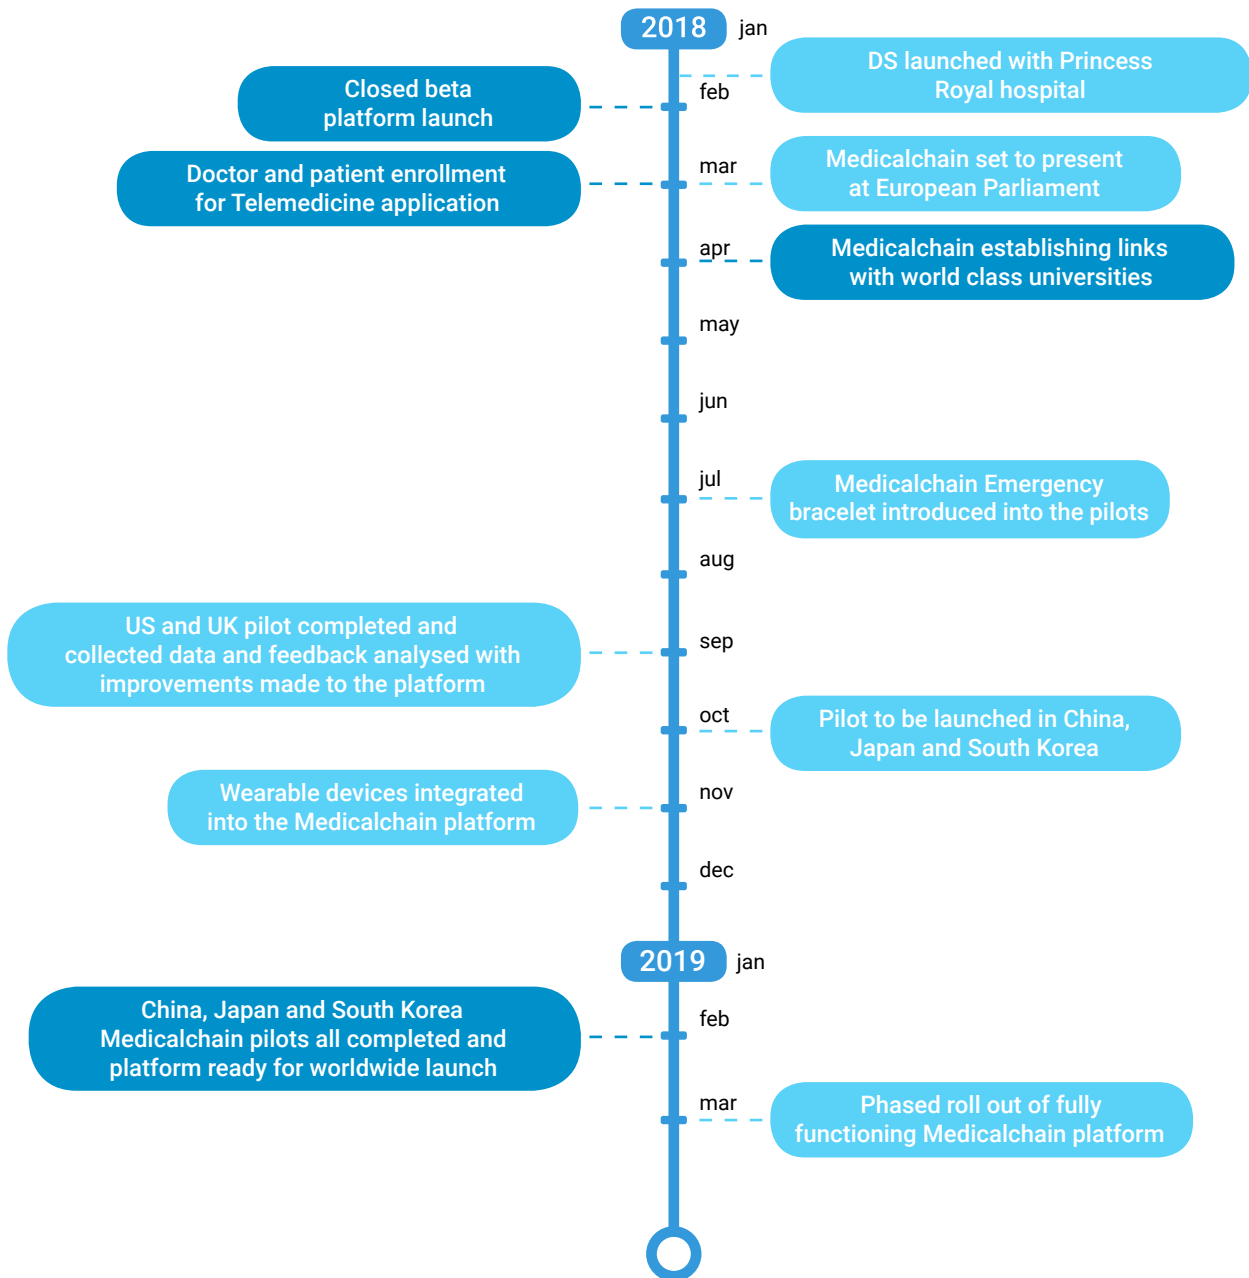 2018
jan
DS launched with Princess
Royal hospital
feb
Closed beta
platform launch
mar
Doctor and patient enrollment
for Telemedicine application
Medicalchain set to present
at European Parliament
apr
Medicalchain establishing links
with world class universities
may
jun
jul
Medicalchain Emergency
bracelet introduced into the pilots
aug
sep
US and UK pilot completed and
collected data and feedback analysed with
improvements made to the platform
oct
Pilot to be launched in China,
Japan and South Korea
nov
Wearable devices integrated
into the Medicalchain platform
dec
2019
jan
feb
China, Japan and South Korea
Medicalchain pilots all completed and
platform ready for worldwide launch
mar
Phased roll out of fully
functioning Medicalchain platform